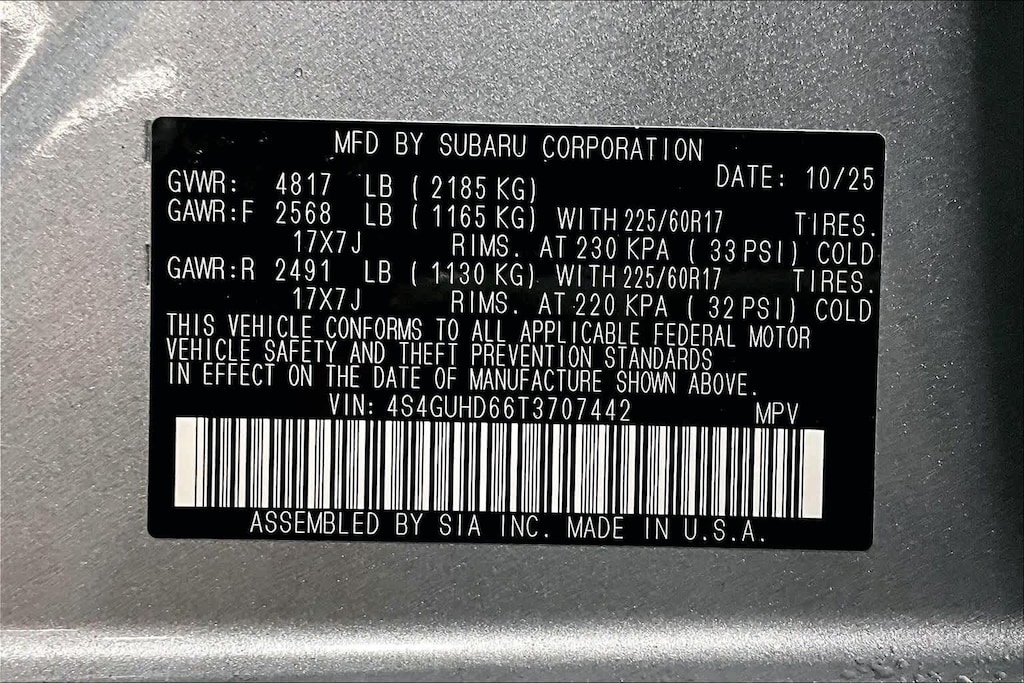 MFD BY SUBARU CORPORATION
DATE: 10/25
GVWR: 4817 LB (2185 KG)
GAWR:F 2568 LB (1165 KG) WITH 225/60R17 TIRES.
17X7J RIMS. AT 230 KPA (33 PSI) COLD
GAWR:R 2491 LB (1130 KG) WITH 225/60R17 TIRES.
17X7J RIMS. AT 220 KPA (32 PSI) COLD
THIS VEHICLE CONFORMS TO ALL APPLICABLE FEDERAL MOTOR
VEHICLE SAFETY AND THEFT PREVENTION STANDARDS
IN EFFECT ON THE DATE OF MANUFACTURE SHOWN ABOVE.
VIN: 4S4GUHD66T3707442 MPV
ASSEMBLED BY SIA INC. MADE IN U.S.A.